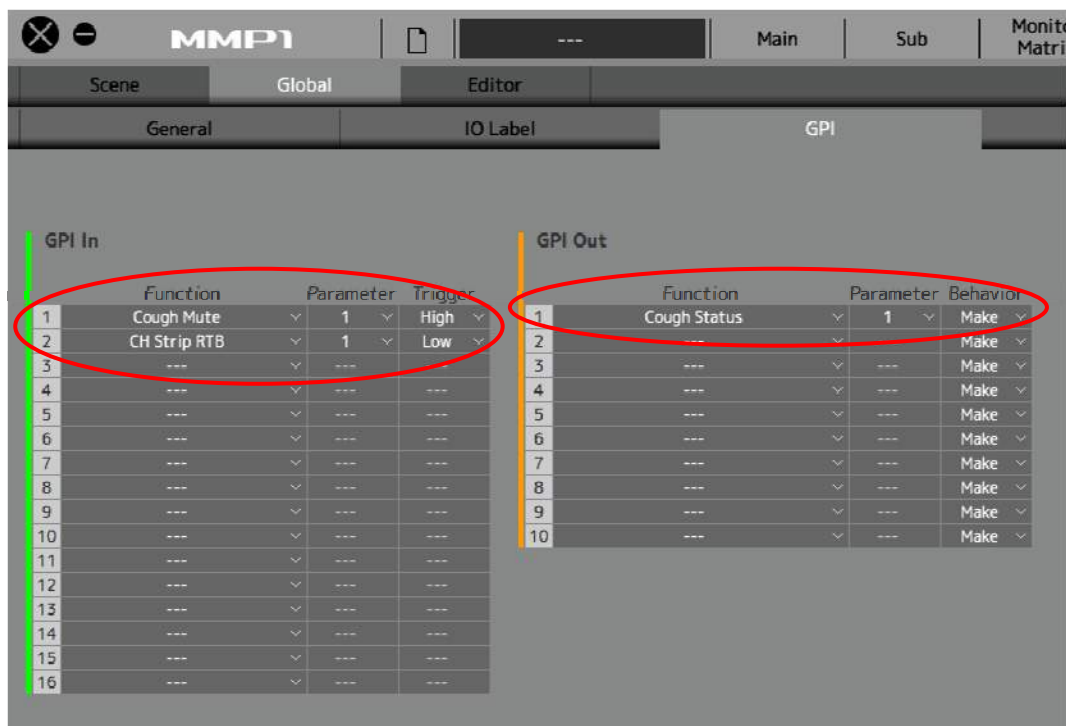 MMP1 --- Main Sub Monito
Matri
Scene Global Editor
General IO Label GPI
GPI In
Function Parameter Trigger
1 Cough Mute 1 High
2 CH Strip RTB 1 Low
3 --- --- ---
4 --- --- ---
5 --- --- ---
6 --- --- ---
7 --- --- ---
8 --- --- ---
9 --- --- ---
10 --- --- ---
11 --- --- ---
12 --- --- ---
13 --- --- ---
14 --- --- ---
15 --- --- ---
16 --- --- ---
GPI Out
Function Parameter Behavior
1 Cough Status 1 Make
2 --- --- Make
3 --- --- Make
4 --- --- Make
5 --- --- Make
6 --- --- Make
7 --- --- Make
8 --- --- Make
9 --- --- Make
10 --- --- Make